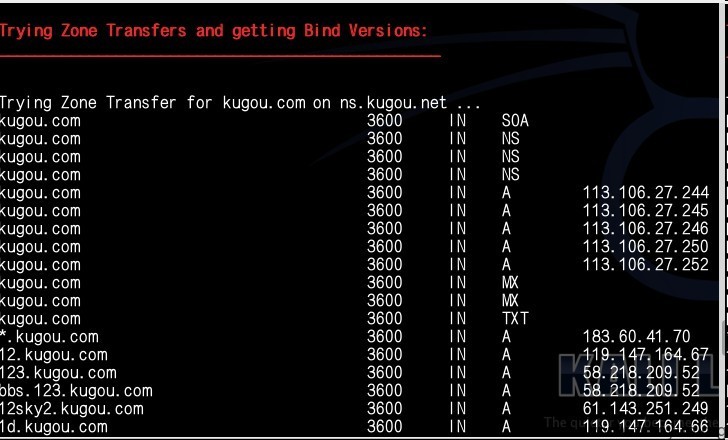 Trying Zone Transfers and getting Bind Versions:
Trying Zone Transfer for kugou.com on ns.kugou.net ...
kugou.com 3600 IN SOA
kugou.com 3600 IN NS
kugou.com 3600 IN NS
kugou.com 3600 IN NS
kugou.com 3600 IN A 113.106.27.244
kugou.com 3600 IN A 113.106.27.245
kugou.com 3600 IN A 113.106.27.246
kugou.com 3600 IN A 113.106.27.250
kugou.com 3600 IN A 113.106.27.252
kugou.com 3600 IN MX
kugou.com 3600 IN MX
kugou.com 3600 IN TXT
*.kugou.com 3600 IN A 183.60.41.70
12.kugou.com 3600 IN A 119.147.164.67
123.kugou.com 3600 IN A 58.218.209.52
bbs.123.kugou.com 3600 IN A 58.218.209.52
12sky2.kugou.com 3600 IN A 61.143.251.249
1d.kugou.com 3600 IN A 119.147.164.66